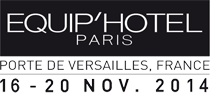 EQUIP'HOTEL
PARIS
PORTE DE VERSAILLES, FRANCE
16 - 20 NOV. 2014